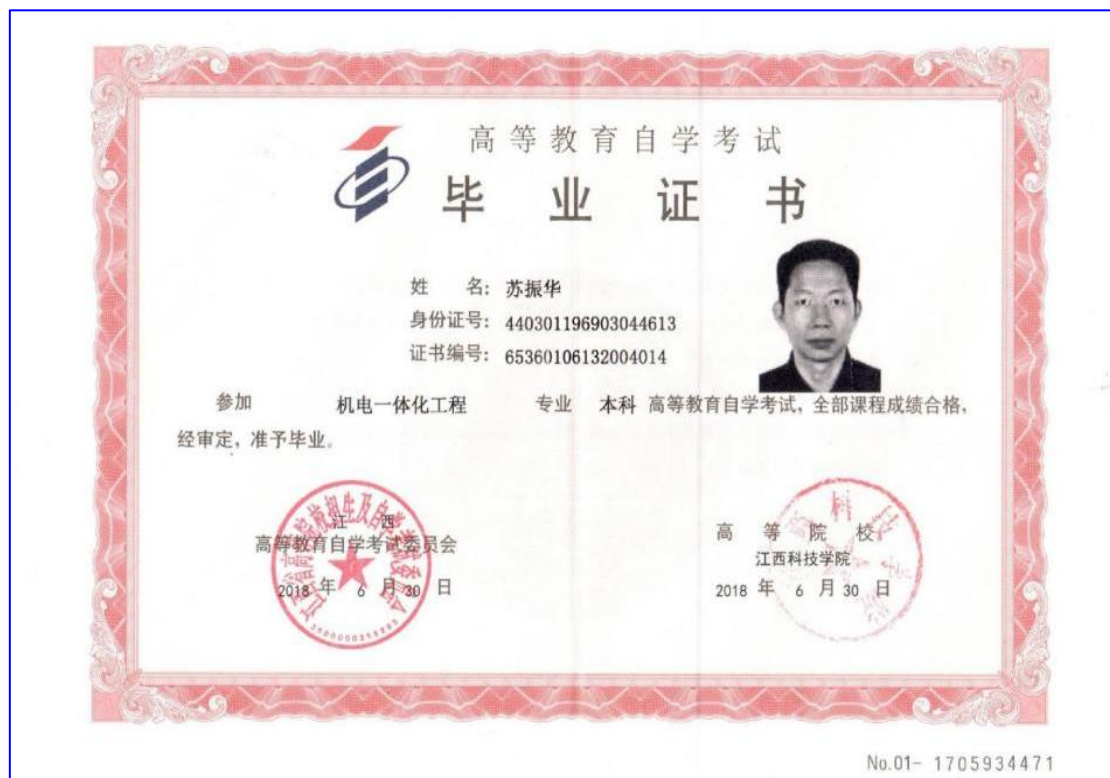 高等教育自学考试
毕业证书
姓 名：苏振华
身份证号：440301196903044613
证书编号：65360106132004014
参加 机电一体化工程 专业 本科 高等教育自学考试，全部课程成绩合格，
经审定，准予毕业。
江 西
高等教育自学考试委员会
2018 年 6 月 30 日
高 等 院 校
江西科技学院
2018 年 6 月 30 日
No.01- 1705934471